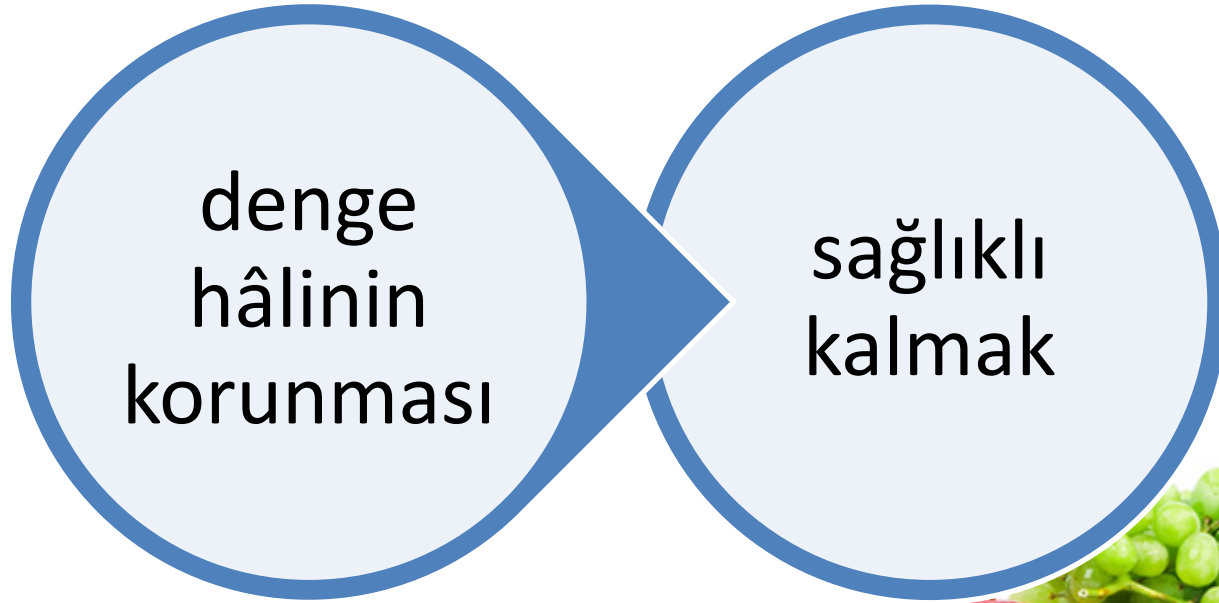 denge
hâlinin
korunması
sağlıklı
kalmak